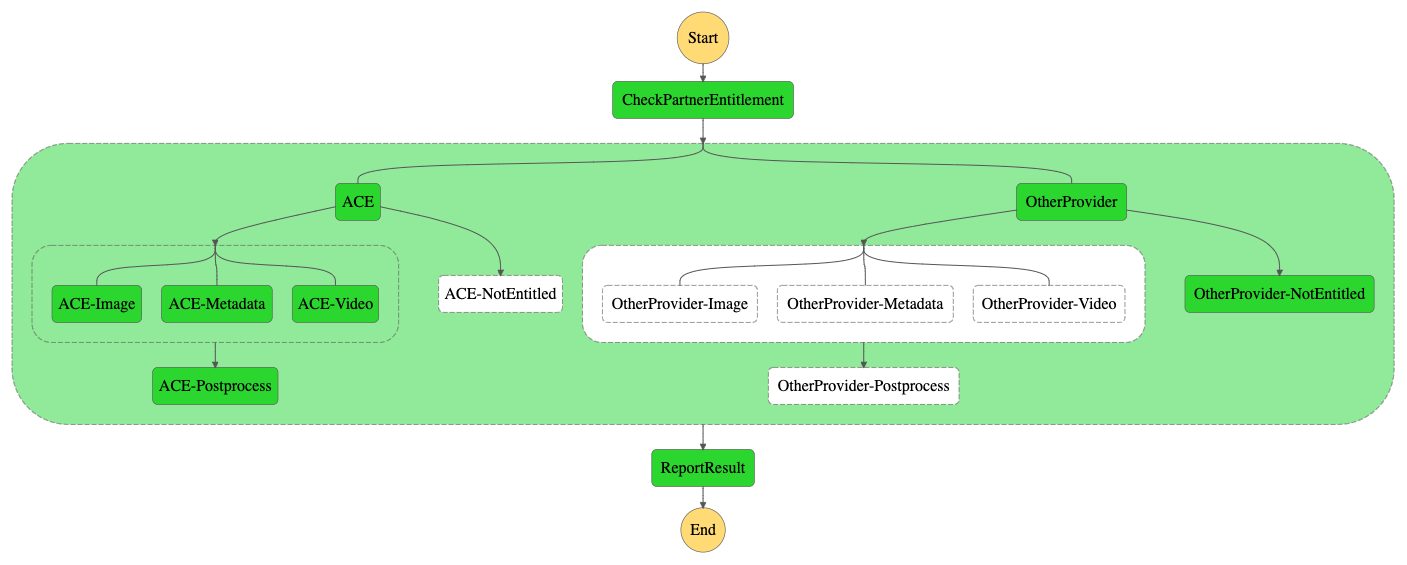 Start
CheckPartnerEntitlement
ACE
OtherProvider
ACE-Image
ACE-Metadata
ACE-Video
ACE-NotEntitled
OtherProvider-Image
OtherProvider-Metadata
OtherProvider-Video
OtherProvider-NotEntitled
ACE-Postprocess
OtherProvider-Postprocess
ReportResult
End